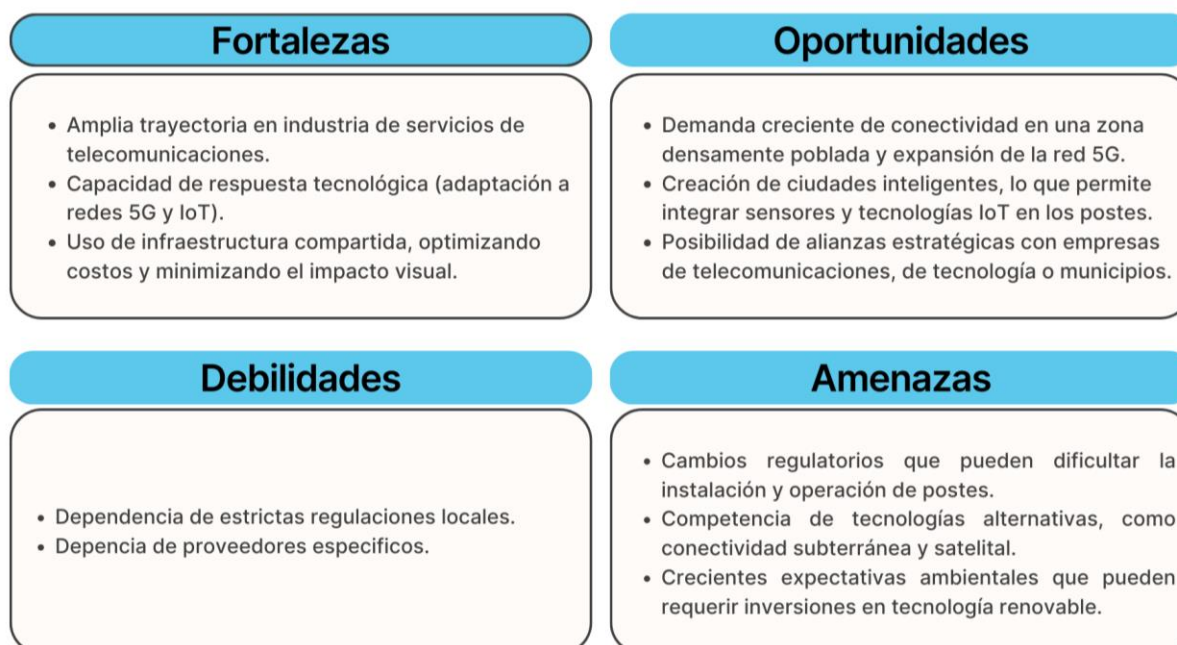 Fortalezas
• Amplia trayectoria en industria de servicios de
telecomunicaciones.
• Capacidad de respuesta tecnológica (adaptación a
redes 5G y IoT).
• Uso de infraestructura compartida, optimizando
costos y minimizando el impacto visual.
Oportunidades
• Demanda creciente de conectividad en una zona
densamente poblada y expansión de la red 5G.
• Creación de ciudades inteligentes, lo que permite
integrar sensores y tecnologías IoT en los postes.
• Posibilidad de alianzas estratégicas con empresas
de telecomunicaciones, de tecnología o municipios.
Debilidades
• Dependencia de estrictas regulaciones locales.
• Depencia de proveedores especificos.
Amenazas
• Cambios regulatorios que pueden dificultar la
instalación y operación de postes.
• Competencia de tecnologías alternativas, como
conectividad subterránea y satelital.
• Crecientes expectativas ambientales que pueden
requerir inversiones en tecnología renovable.